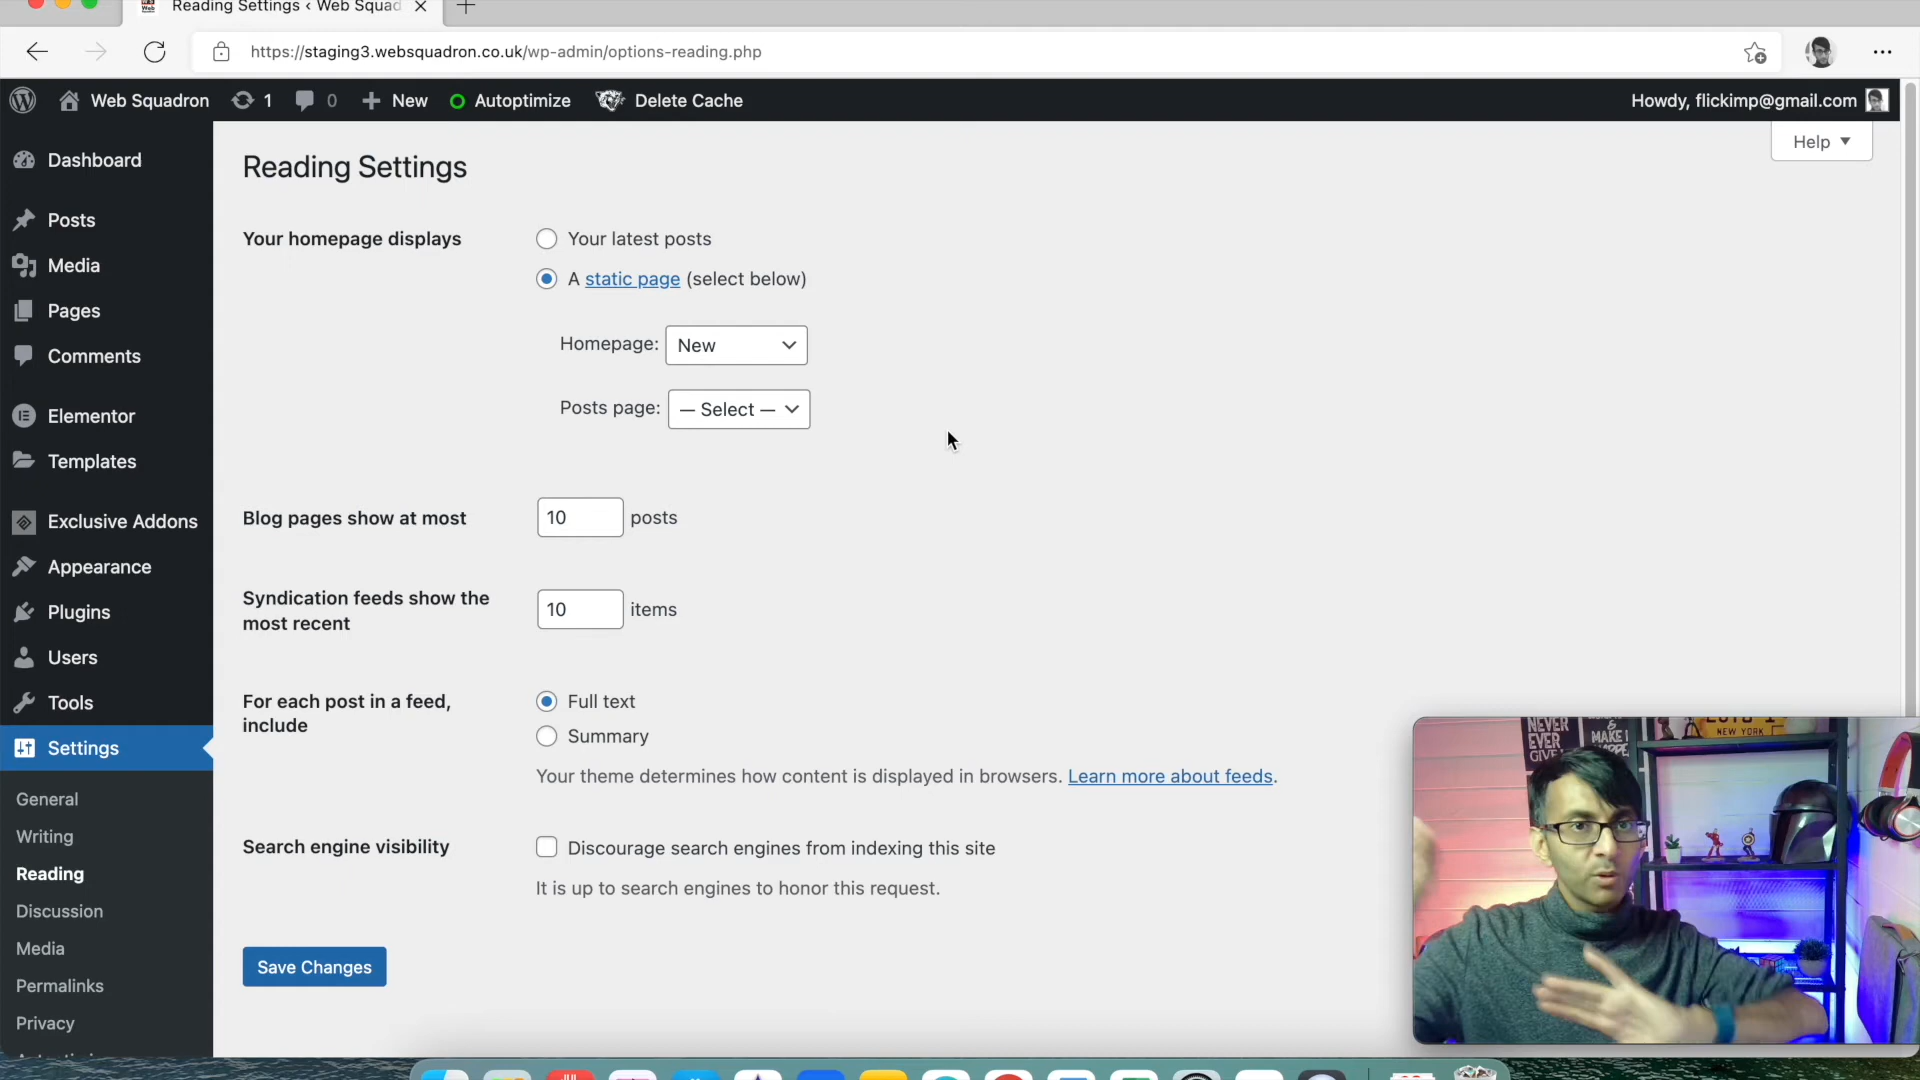 Reading Settings ‹ Web Squad
https://staging3.websquadron.co.uk/wp-admin/options-reading.php
Web Squadron 1 0 New Autoptimize Delete Cache Howdy, flickimp@gmail.com
Help
Dashboard
Posts
Media
Pages
Comments
Elementor
Templates
Exclusive Addons
Appearance
Plugins
Users
Tools
Settings
General
Writing
Reading
Discussion
Media
Permalinks
Privacy
Reading Settings
Your homepage displays
Your latest posts
A static page (select below)
Homepage: New
Posts page: — Select —
Blog pages show at most 10 posts
Syndication feeds show the
most recent
10 items
For each post in a feed,
include
Full text
Summary
Your theme determines how content is displayed in browsers. Learn more about feeds.
Search engine visibility
Discourage search engines from indexing this site
It is up to search engines to honor this request.
Save Changes
NEVER
EVER
GIVE
& MAKE I
NEW YORK